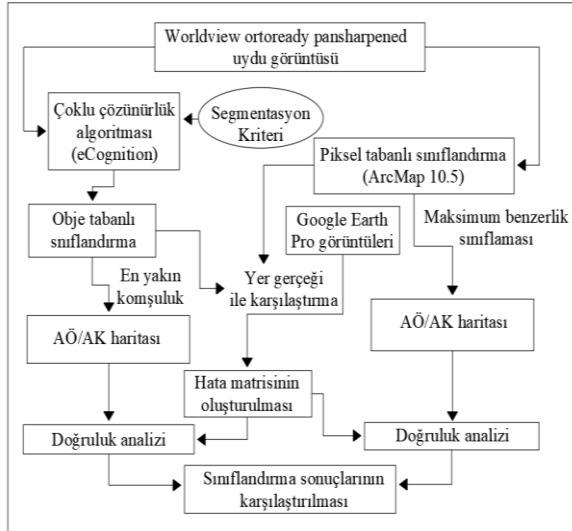 Worldview ortoready pansharpened
uydu görüntüsü
Çoklu çözünürlük
algoritması
(eCognition)
Segmentasyon
Kriteri
Piksel tabanlı sınıflandırma
(ArcMap 10.5)
Obje tabanlı
snıflandırma
Google Earth
Pro görüntüleri
Maksimum benzerlik
sınıflaması
En yakın
komşuluk
Yer gerçeği
ile karşılaştırma
AÖ/AK haritası
AÖ/AK haritası
Hata matrisinin
oluşturulması
Doğruluk analizi
Doğruluk analizi
Sınıflandırma sonuçlarının
karşılaştırılması